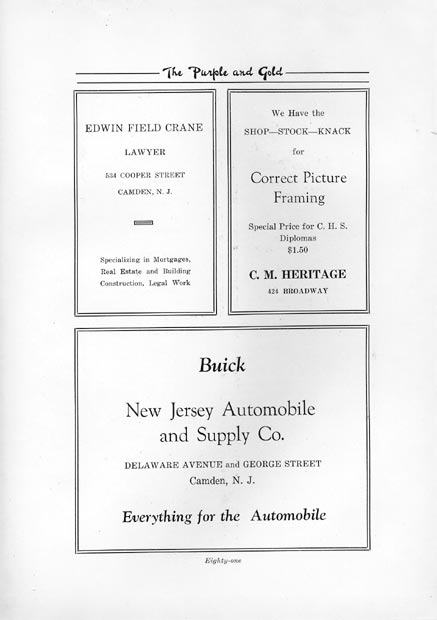 The Purple and Gold
EDWIN FIELD CRANE
LAWYER
534 COOPER STREET
CAMDEN, N. J.
Specializing in Mortgages,
Real Estate and Building
Construction, Legal Work
We Have the
SHOP—STOCK—KNACK
for
Correct Picture
Framing
Special Price for C. H. S.
Diplomas
$1.50
C. M. HERITAGE
424 BROADWAY
Buick
New Jersey Automobile
and Supply Co.
DELAWARE AVENUE and GEORGE STREET
Camden, N. J.
Everything for the Automobile
Eighty-one